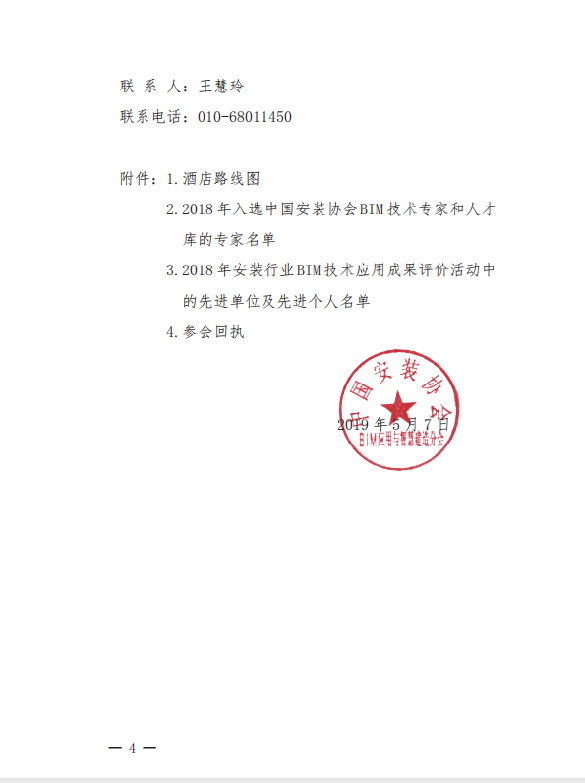 联 系 人：王慧玲
联系电话：010-68011450
附件：1.酒店路线图
2.2018年入选中国安装协会BIM技术专家和人才
库的专家名单
3.2018年安装行业BIM技术应用成果评价活动中
的先进单位及先进个人名单
4.参会回执
中国安装协会
2019年5月7日
BIM应用与智慧建造分会
— 4 —